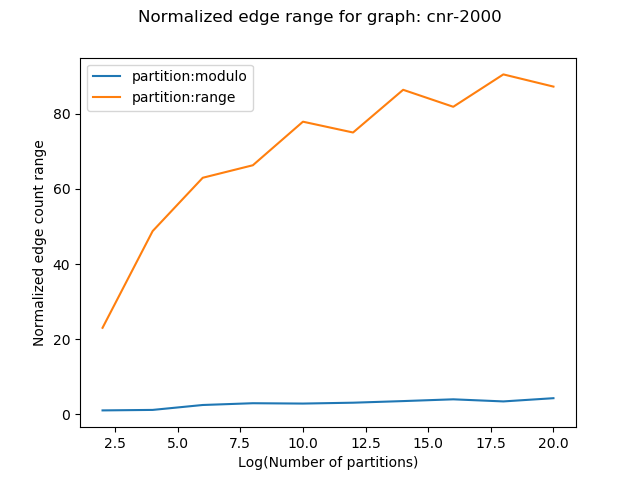 Normalized edge range for graph: cnr-2000
partition:modulo
partition:range
Normalized edge count range
80
60
40
20
0
2.5 5.0 7.5 10.0 12.5 15.0 17.5 20.0
Log(Number of partitions)